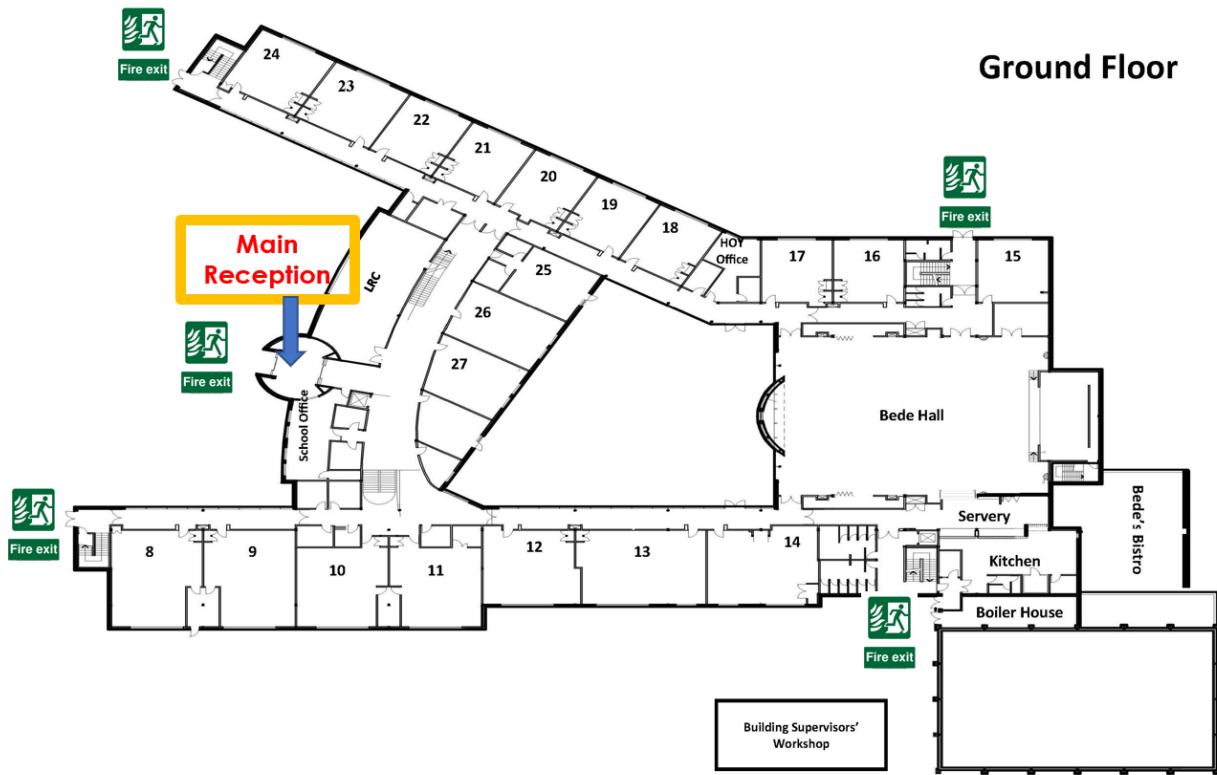 Ground Floor
Fire exit
24
23
22
21
20
19
18
HOY
Office
17
16
15
Fire exit
Main
Reception
LRC
25
26
27
Fire exit
School Office
Bede Hall
Fire exit
8
9
10
11
12
13
14
Servery
Kitchen
Bede's Bistro
Boiler House
Fire exit
Building Supervisors'
Workshop